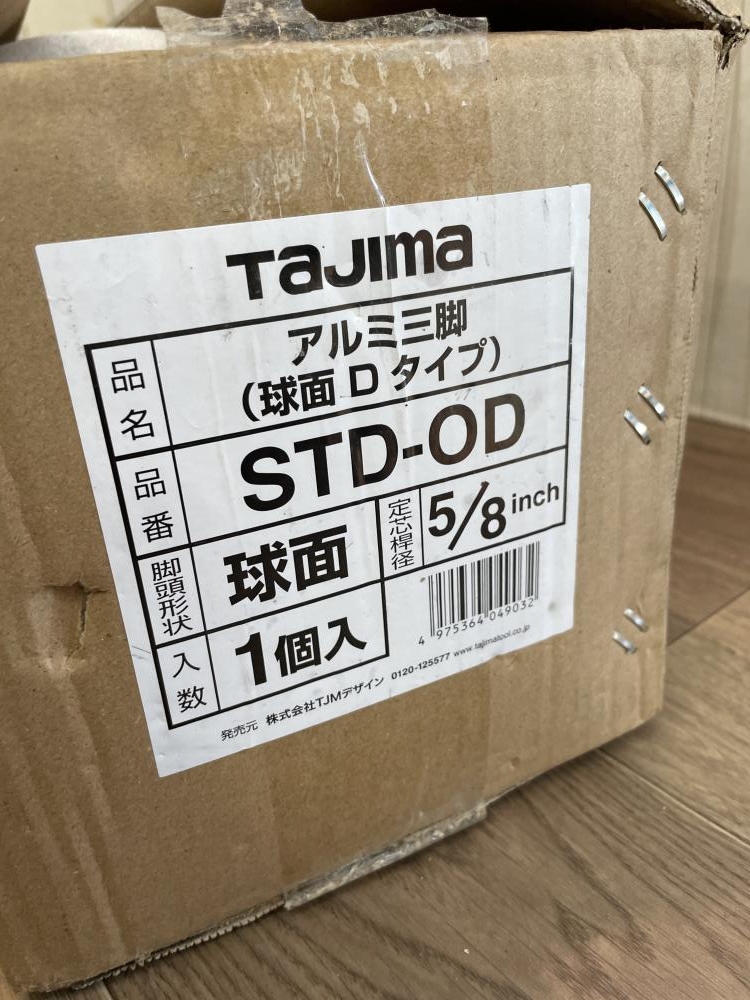 TaJIma
品名
アルミ三脚
(球面 D タイプ)
品番
STD-OD
脚頭形状
球面
定芯桿径
5/8 inch
入数
1個入
4 975364 049032
発売元 株式会社TJMデザイン 0120-125577 www.tajimatool.co.jp